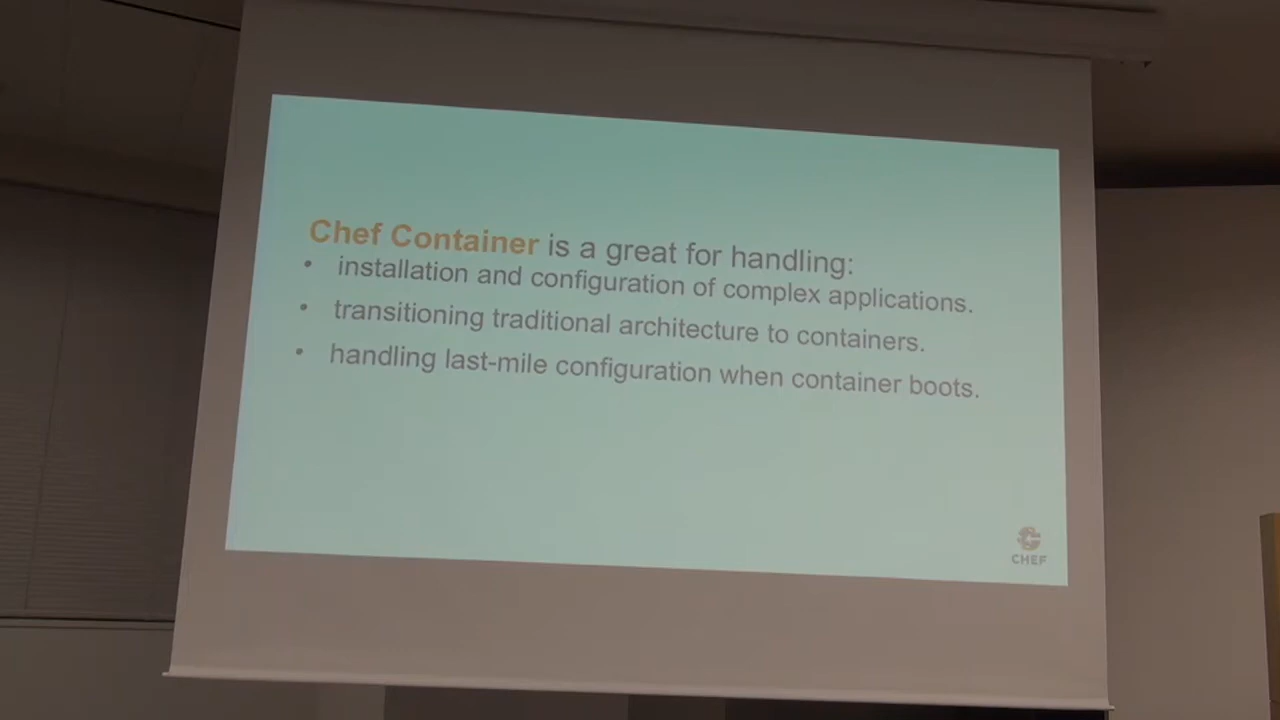 Chef Container is a great for handling:
• installation and configuration of complex applications.
• transitioning traditional architecture to containers.
• handling last-mile configuration when container boots.
CHEF